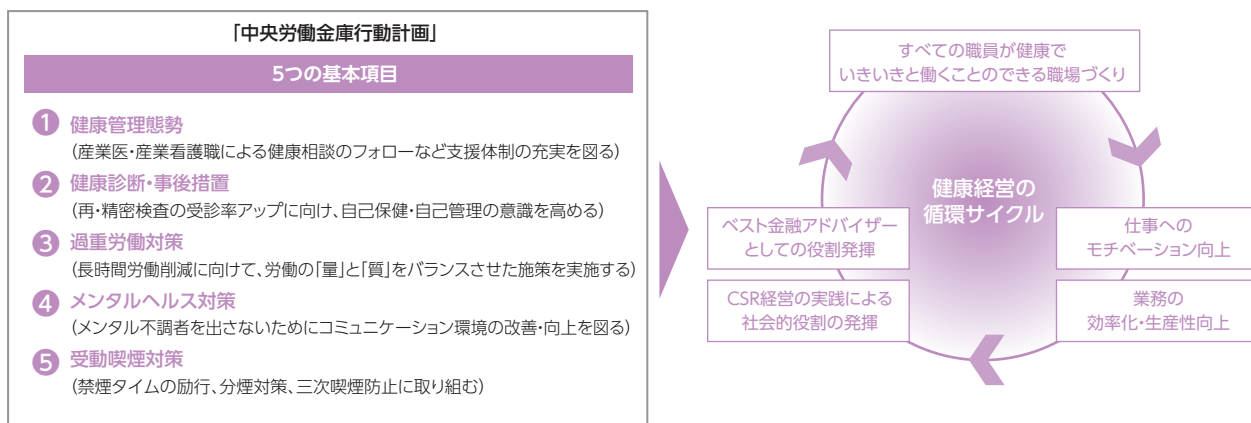 「中央労働金庫行動計画」
5つの基本項目
❶ 健康管理態勢
(産業医・産業看護職による健康相談のフォローなど支援体制の充実を図る)
❷ 健康診断・事後措置
(再・精密検査の受診率アップに向け、自己保健・自己管理の意識を高める)
❸ 過重労働対策
(長時間労働削減に向けて、労働の「量」と「質」をバランスさせた施策を実施する)
❹ メンタルヘルス対策
(メンタル不調者を出さないためにコミュニケーション環境の改善・向上を図る)
❺ 受動喫煙対策
(禁煙タイムの励行、分煙対策、三次喫煙防止に取り組む)
すべての職員が健康で
いきいきと働くことのできる職場づくり
健康経営の
循環サイクル
仕事への
モチベーション向上
業務の
効率化・生産性向上
CSR経営の実践による
社会的役割の発揮
ベスト金融アドバイザー
としての役割発揮